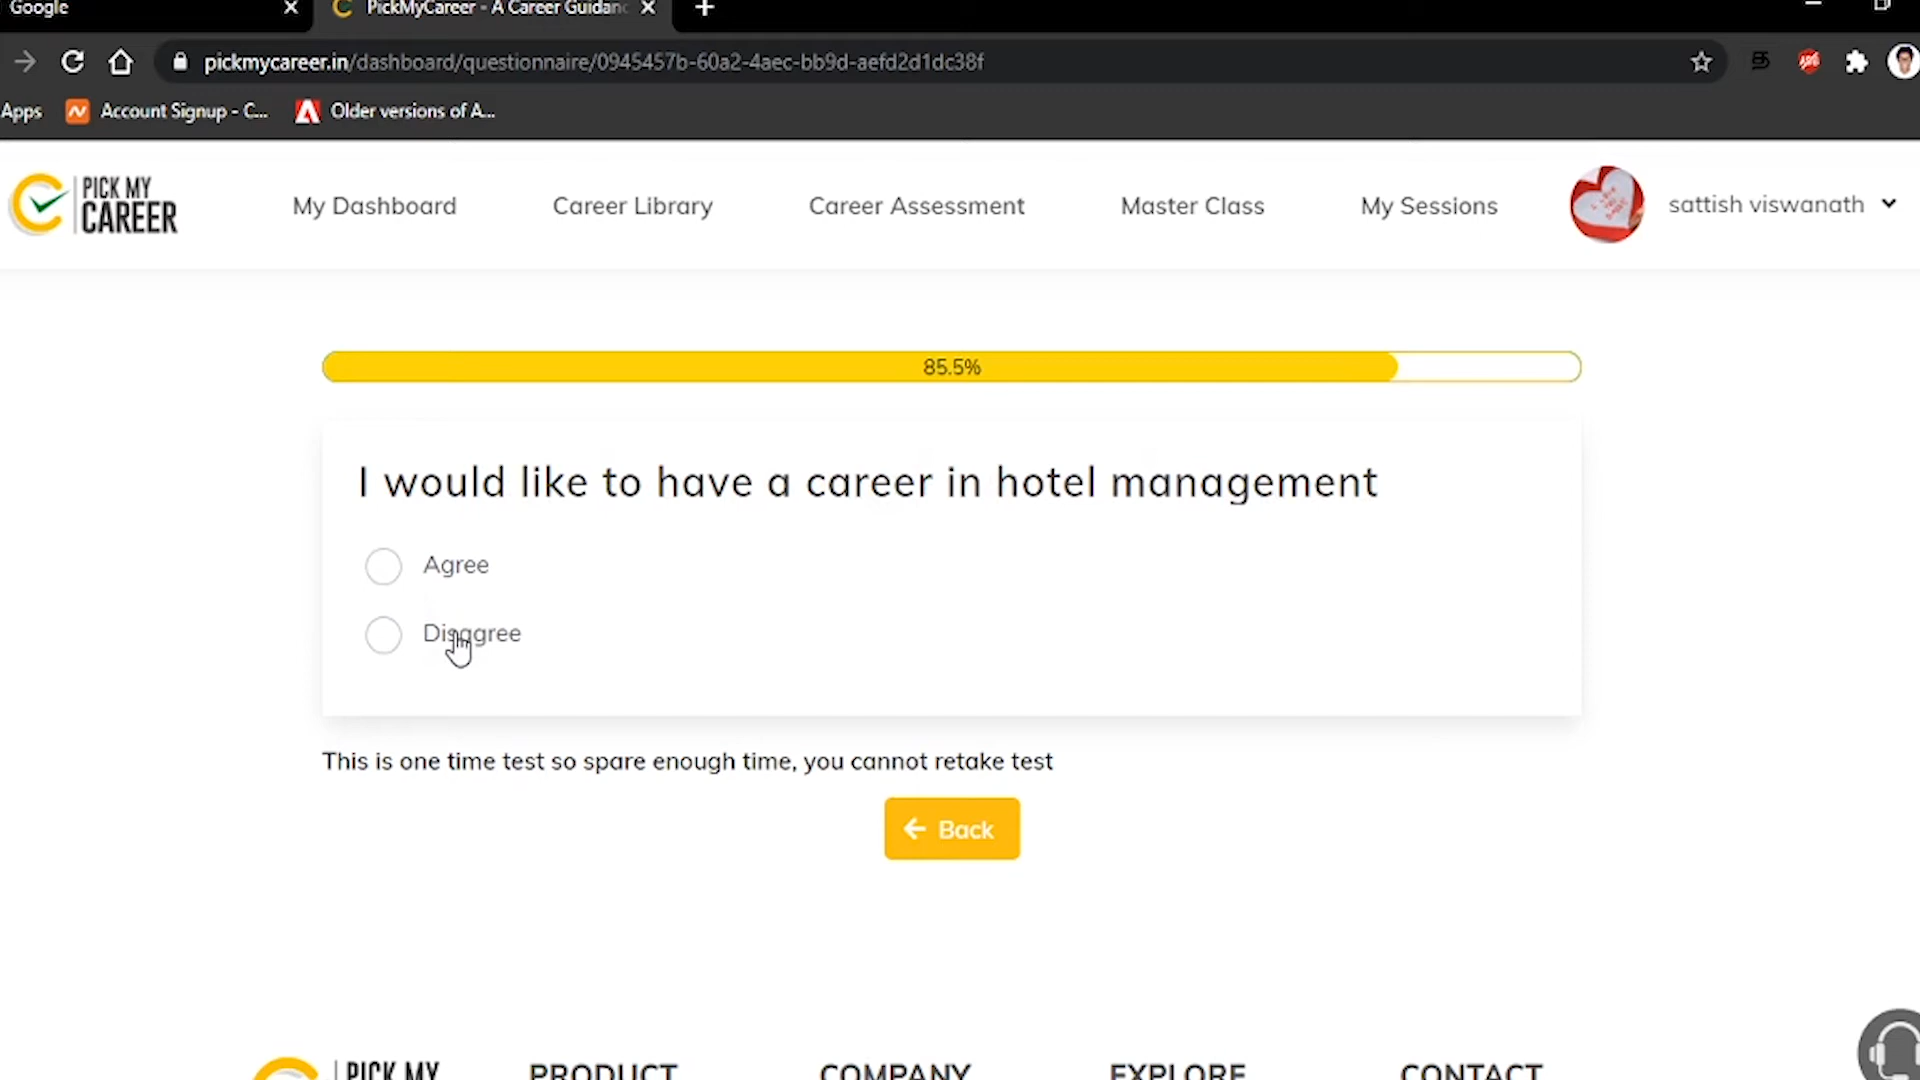 Google
PickMyCareer - A Career Guidanc
pickmycareer.in/dashboard/questionnaire/0945457b-60a2-4aec-bb9d-aefd2d1dc38f
Apps
Account Signup - C...
Older versions of A...
PICK MY
CAREER
My Dashboard
Career Library
Career Assessment
Master Class
My Sessions
sattish viswanath
85.5%
I would like to have a career in hotel management
Agree
Disagree
This is one time test so spare enough time, you cannot retake test
Back
PICK MY
PRODUCT
COMPANY
EXPLORE
CONTACT